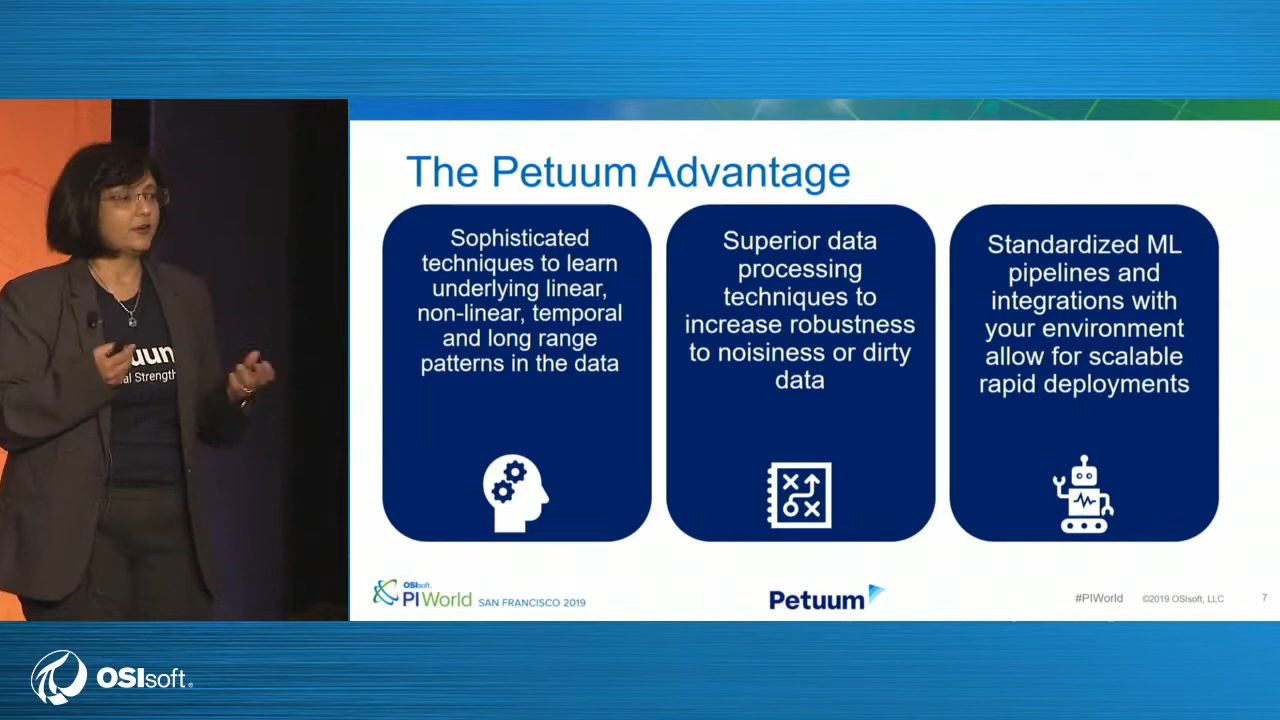 The Petuum Advantage
Sophisticated
techniques to learn
underlying linear,
non-linear, temporal
and long range
patterns in the data
Superior data
processing
techniques to
increase robustness
to noisiness or dirty
data
Standardized ML
pipelines and
integrations with
your environment
allow for scalable
rapid deployments
OSIsoft.
PI World SAN FRANCISCO 2019
Petuum
#PIWorld ©2019 OSIsoft, LLC 7
OSIsoft.
Strength